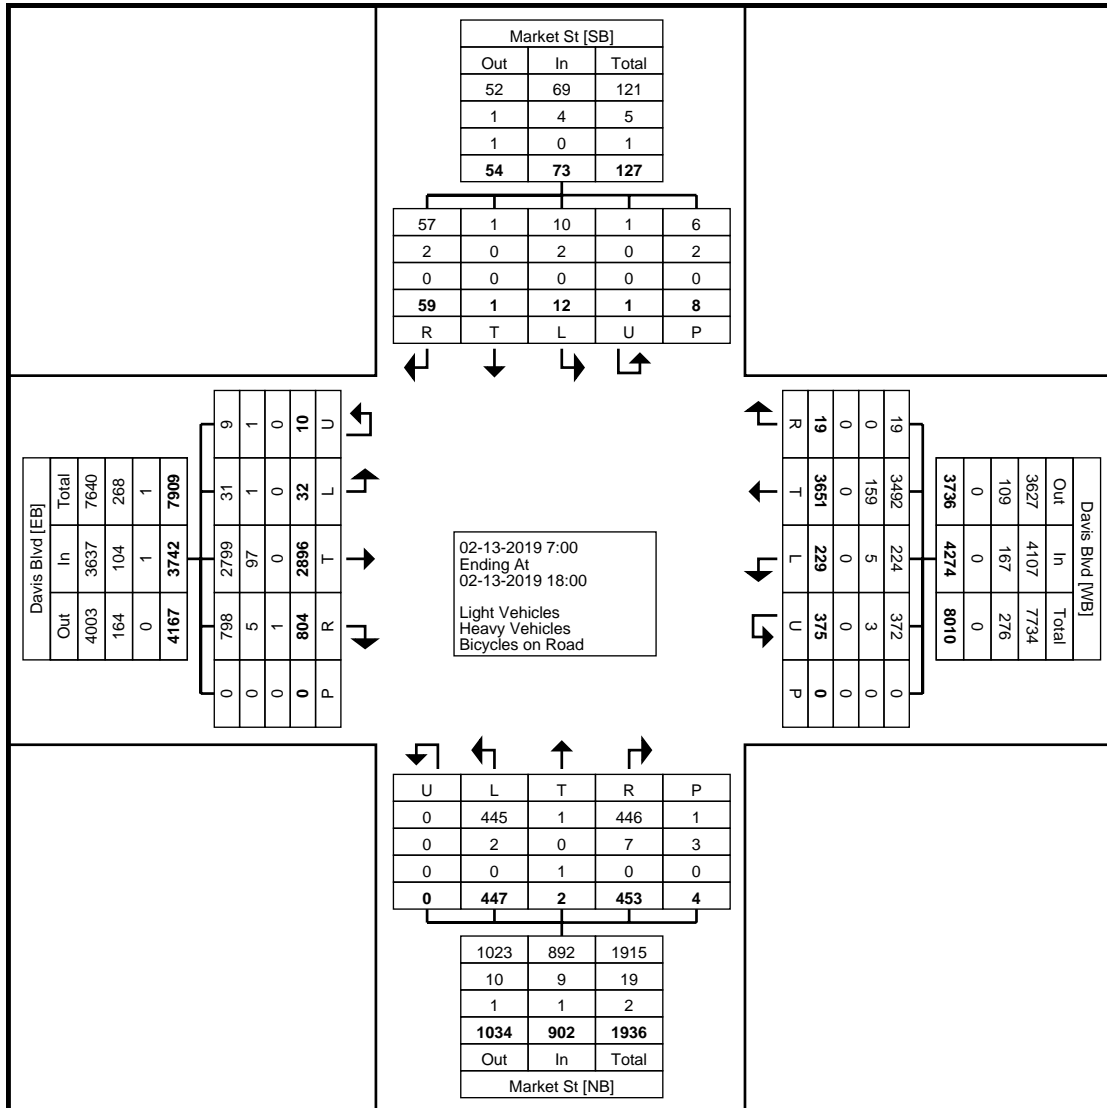 Market St [SB]
Out In Total
52 69 121
1 4 5
1 0 1
54 73 127
57 1 10 1 6
2 0 2 0 2
0 0 0 0 0
59 1 12 1 8
R T L U P
Davis Blvd [EB]
Total In Out
7640 3637 4003
268 104 164
1 1 0
7909 3742 4167
9 31 2799 798 0
1 1 97 5 0
0 0 0 1 0
10 32 2896 804 0
U L T R P
02-13-2019 7:00
Ending At
02-13-2019 18:00
Light Vehicles
Heavy Vehicles
Bicycles on Road
Davis Blvd [WB]
Out In Total
3627 4107 7734
109 167 276
0 0 0
3736 4274 8010
19 3492 224 372 0
0 159 5 3 0
0 0 0 0 0
19 3651 229 375 0
R T L U P
U L T R P
0 445 1 446 1
0 2 0 7 3
0 0 1 0 0
0 447 2 453 4
1023 892 1915
10 9 19
1 1 2
1034 902 1936
Out In Total
Market St [NB]